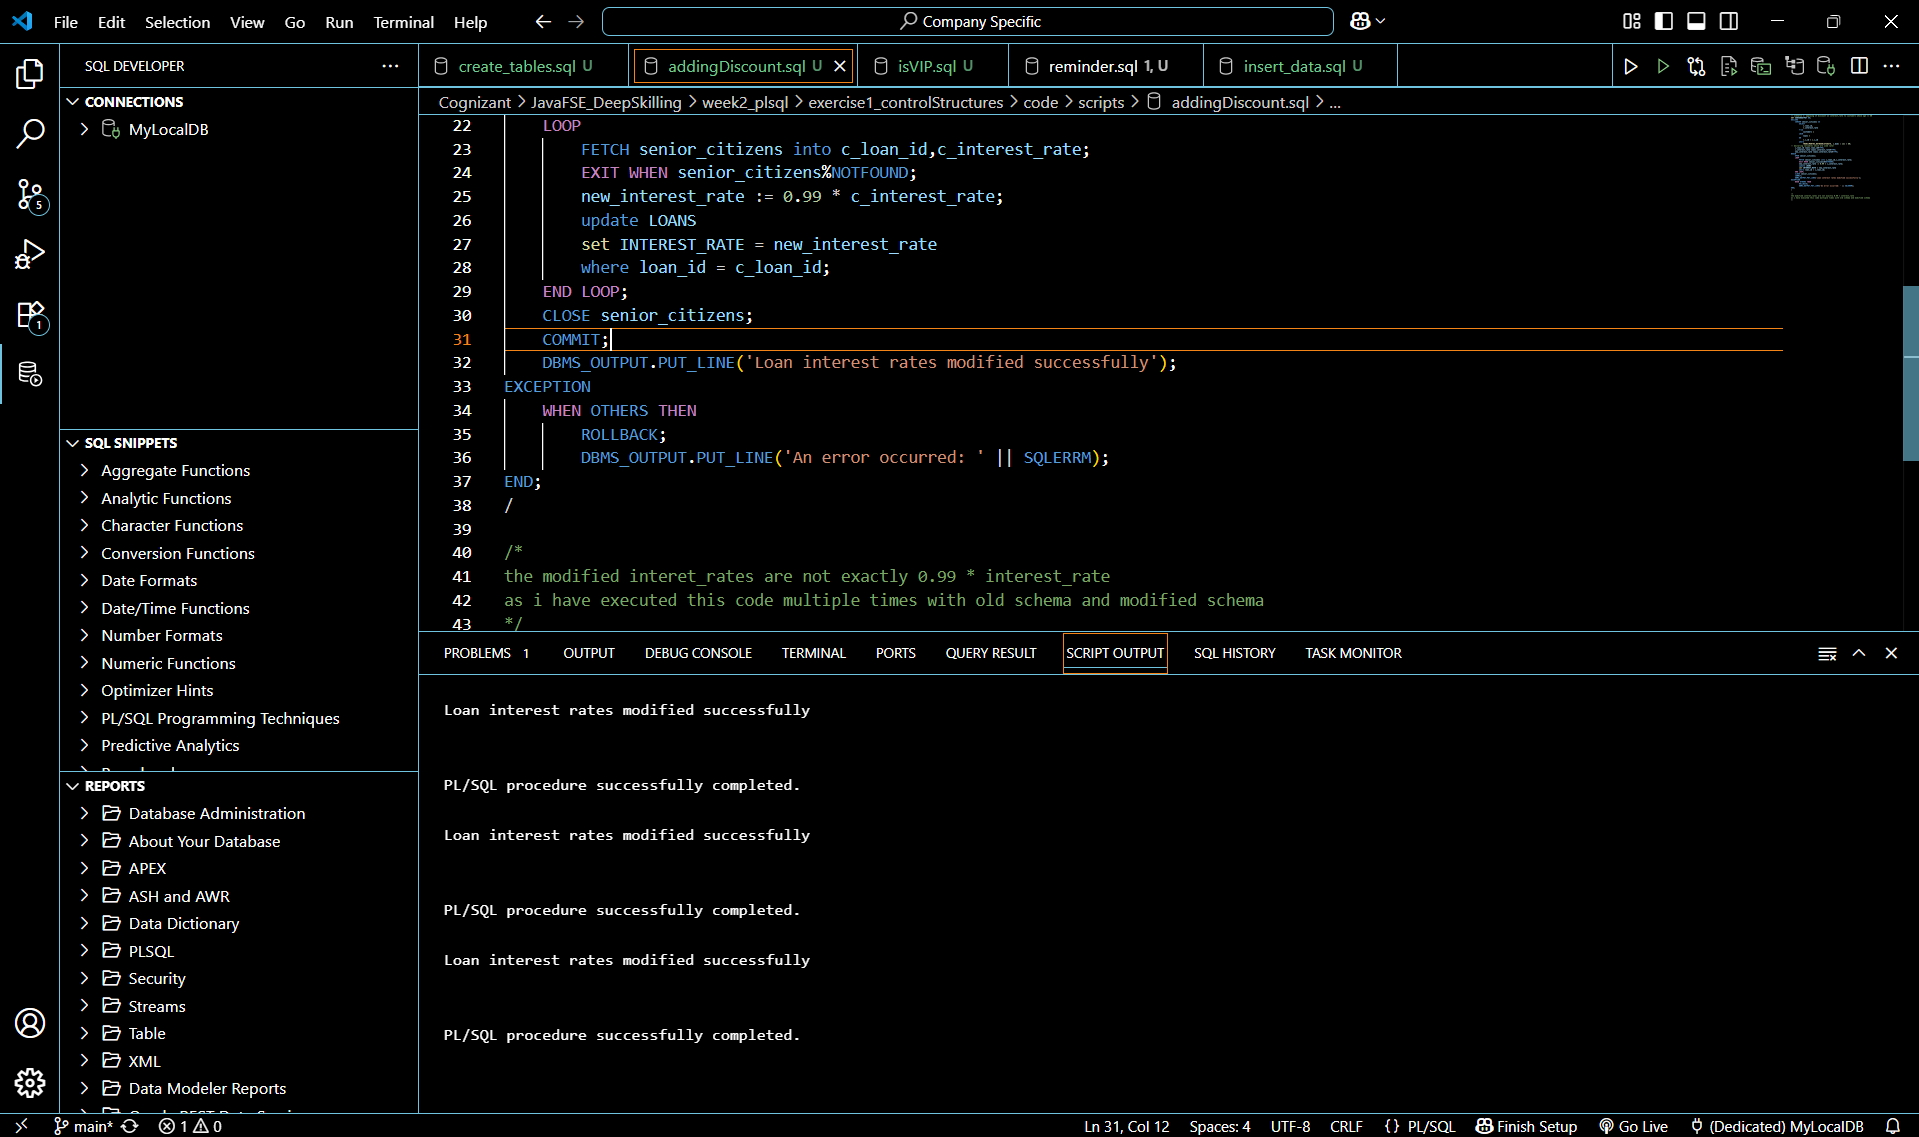 File Edit Selection View Go Run Terminal Help
Company Specific
SQL DEVELOPER
CONNECTIONS
MyLocalDB
5
1
SQL SNIPPETS
Aggregate Functions
Analytic Functions
Character Functions
Conversion Functions
Date Formats
Date/Time Functions
Number Formats
Numeric Functions
Optimizer Hints
PL/SQL Programming Techniques
Predictive Analytics
REPORTS
Database Administration
About Your Database
APEX
ASH and AWR
Data Dictionary
PLSQL
Security
Streams
Table
XML
Data Modeler Reports
create_tables.sql U addingDiscount.sql U isVIP.sql U reminder.sql 1, U insert_data.sql U
Cognizant > JavaFSE_DeepSkilling > week2_plsql > exercise1_controlStructures > code > scripts > addingDiscount.sql > ...
22 LOOP
23 FETCH senior_citizens into c_loan_id,c_interest_rate;
24 EXIT WHEN senior_citizens%NOTFOUND;
25 new_interest_rate := 0.99 * c_interest_rate;
26 update LOANS
27 set INTEREST_RATE = new_interest_rate
28 where loan_id = c_loan_id;
29 END LOOP;
30 CLOSE senior_citizens;
31 COMMIT;
32 DBMS_OUTPUT.PUT_LINE('Loan interest rates modified successfully');
33 EXCEPTION
34 WHEN OTHERS THEN
35 ROLLBACK;
36 DBMS_OUTPUT.PUT_LINE('An error occurred: ' || SQLERRM);
37 END;
38 /
39
40 /*
41 the modified interet_rates are not exactly 0.99 * interest_rate
42 as i have executed this code multiple times with old schema and modified schema
43 */
PROBLEMS 1 OUTPUT DEBUG CONSOLE TERMINAL PORTS QUERY RESULT SCRIPT OUTPUT SQL HISTORY TASK MONITOR
Loan interest rates modified successfully
PL/SQL procedure successfully completed.
Loan interest rates modified successfully
PL/SQL procedure successfully completed.
Loan interest rates modified successfully
PL/SQL procedure successfully completed.
main* 1 0 Ln 31, Col 12 Spaces: 4 UTF-8 CRLF {} PL/SQL Finish Setup Go Live (Dedicated) MyLocalDB